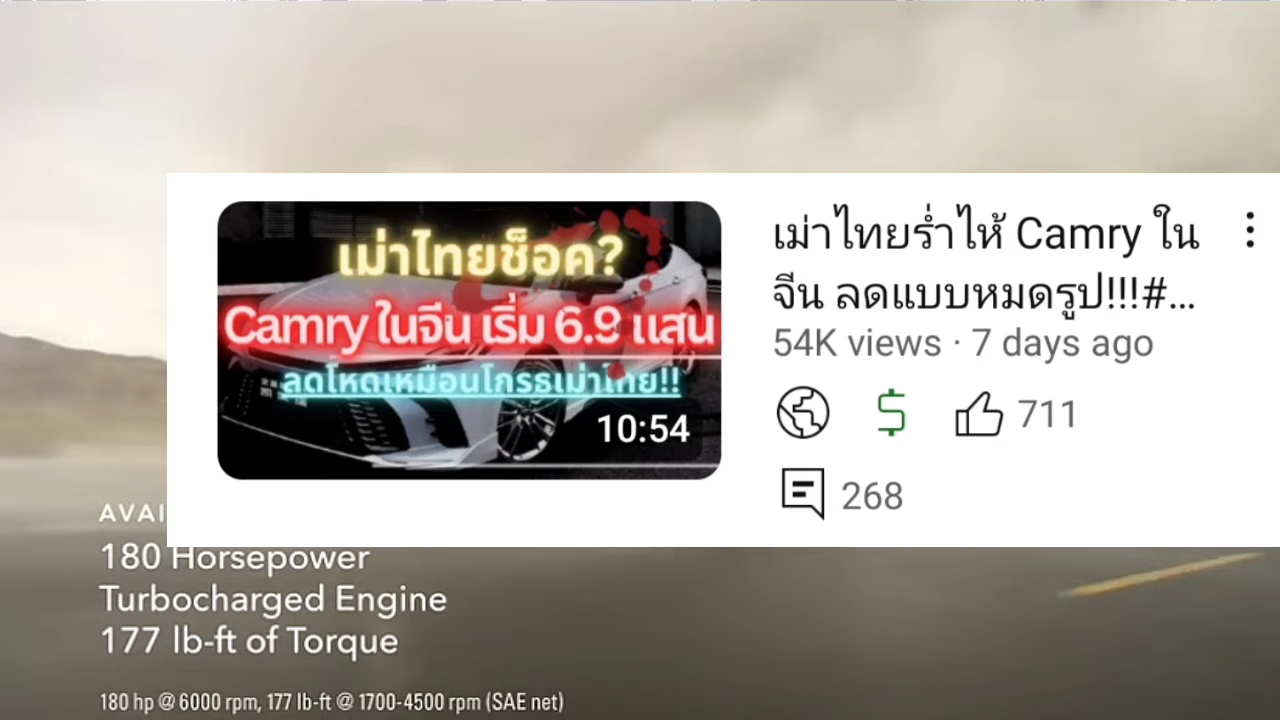 เม่าไทยช็อค?
Camry ในจีน เริ่ม 6.9 แสน
ลดโหดเหมือนโกรธเม่าไทย!!
10:54
เม่าไทยร่ำไห้ Camry ใน
จีน ลดแบบหมดรูป!!!#...
54K views · 7 days ago
711
268
AVAI
180 Horsepower
Turbocharged Engine
177 lb-ft of Torque
180 hp @ 6000 rpm, 177 lb-ft @ 1700-4500 rpm (SAE net)